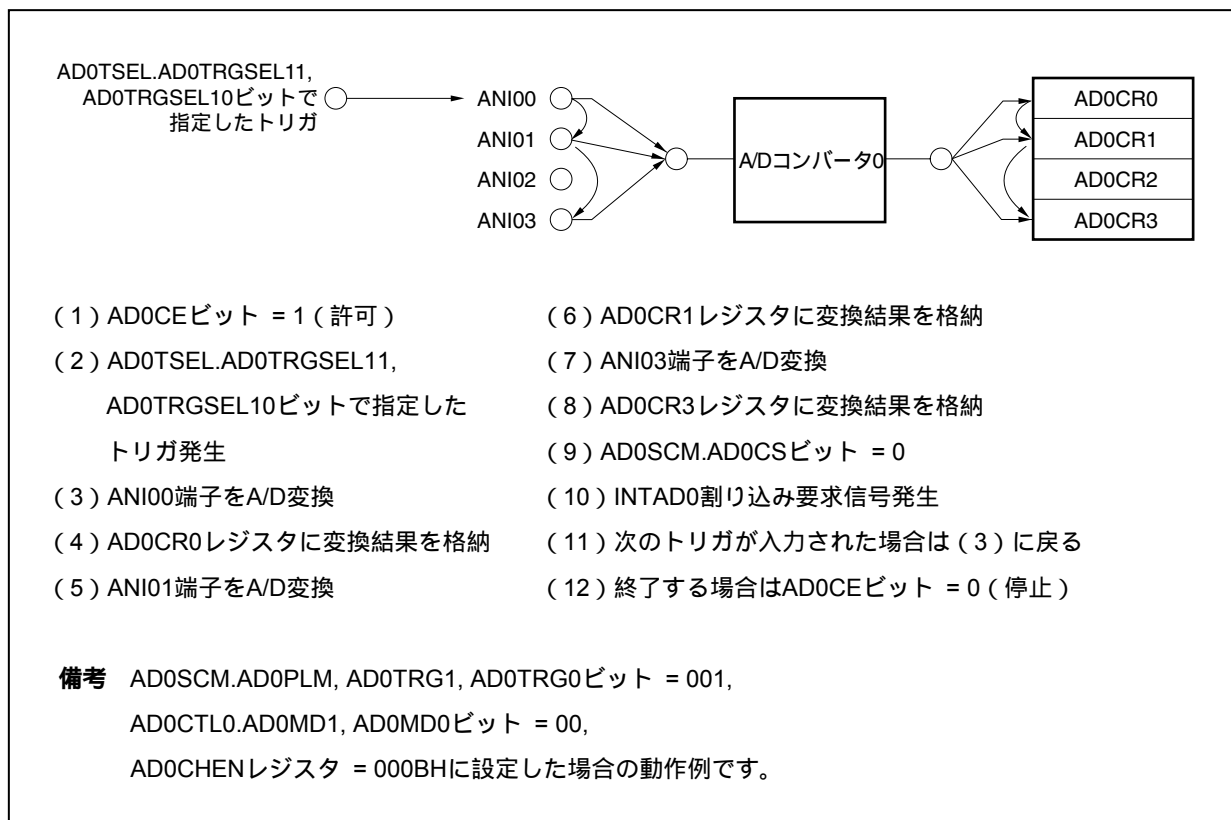 AD0TSEL.AD0TRGSEL11,
AD0TRGSEL10ビットで
指定したトリガ
ANI00
ANI01
ANI02
ANI03
A/Dコンバータ0
AD0CR0
AD0CR1
AD0CR2
AD0CR3
（1）AD0CEビット = 1（許可）
（2）AD0TSEL.AD0TRGSEL11,
AD0TRGSEL10ビットで指定した
トリガ発生
（3）ANI00端子をA/D変換
（4）AD0CR0レジスタに変換結果を格納
（5）ANI01端子をA/D変換
（6）AD0CR1レジスタに変換結果を格納
（7）ANI03端子をA/D変換
（8）AD0CR3レジスタに変換結果を格納
（9）AD0SCM.AD0CSビット = 0
（10）INTAD0割り込み要求信号発生
（11）次のトリガが入力された場合は（3）に戻る
（12）終了する場合はAD0CEビット = 0（停止）
備考 AD0SCM.AD0PLM, AD0TRG1, AD0TRG0ビット = 001,
AD0CTL0.AD0MD1, AD0MD0ビット = 00,
AD0CHENレジスタ = 000BHに設定した場合の動作例です。